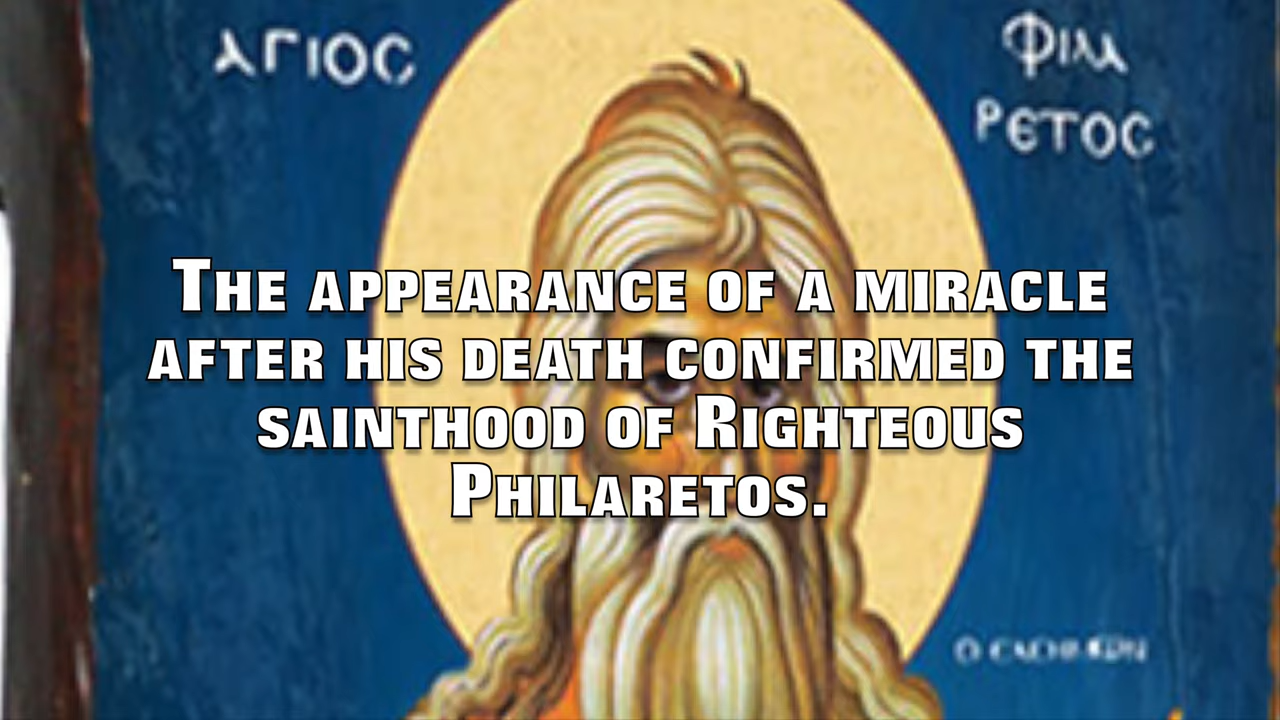 ΑΓΙΟC
ΦΙΛΑ
ΡΕΤΟC
The appearance of a miracle
after his death confirmed the
sainthood of Righteous
Philaretos.
Ο